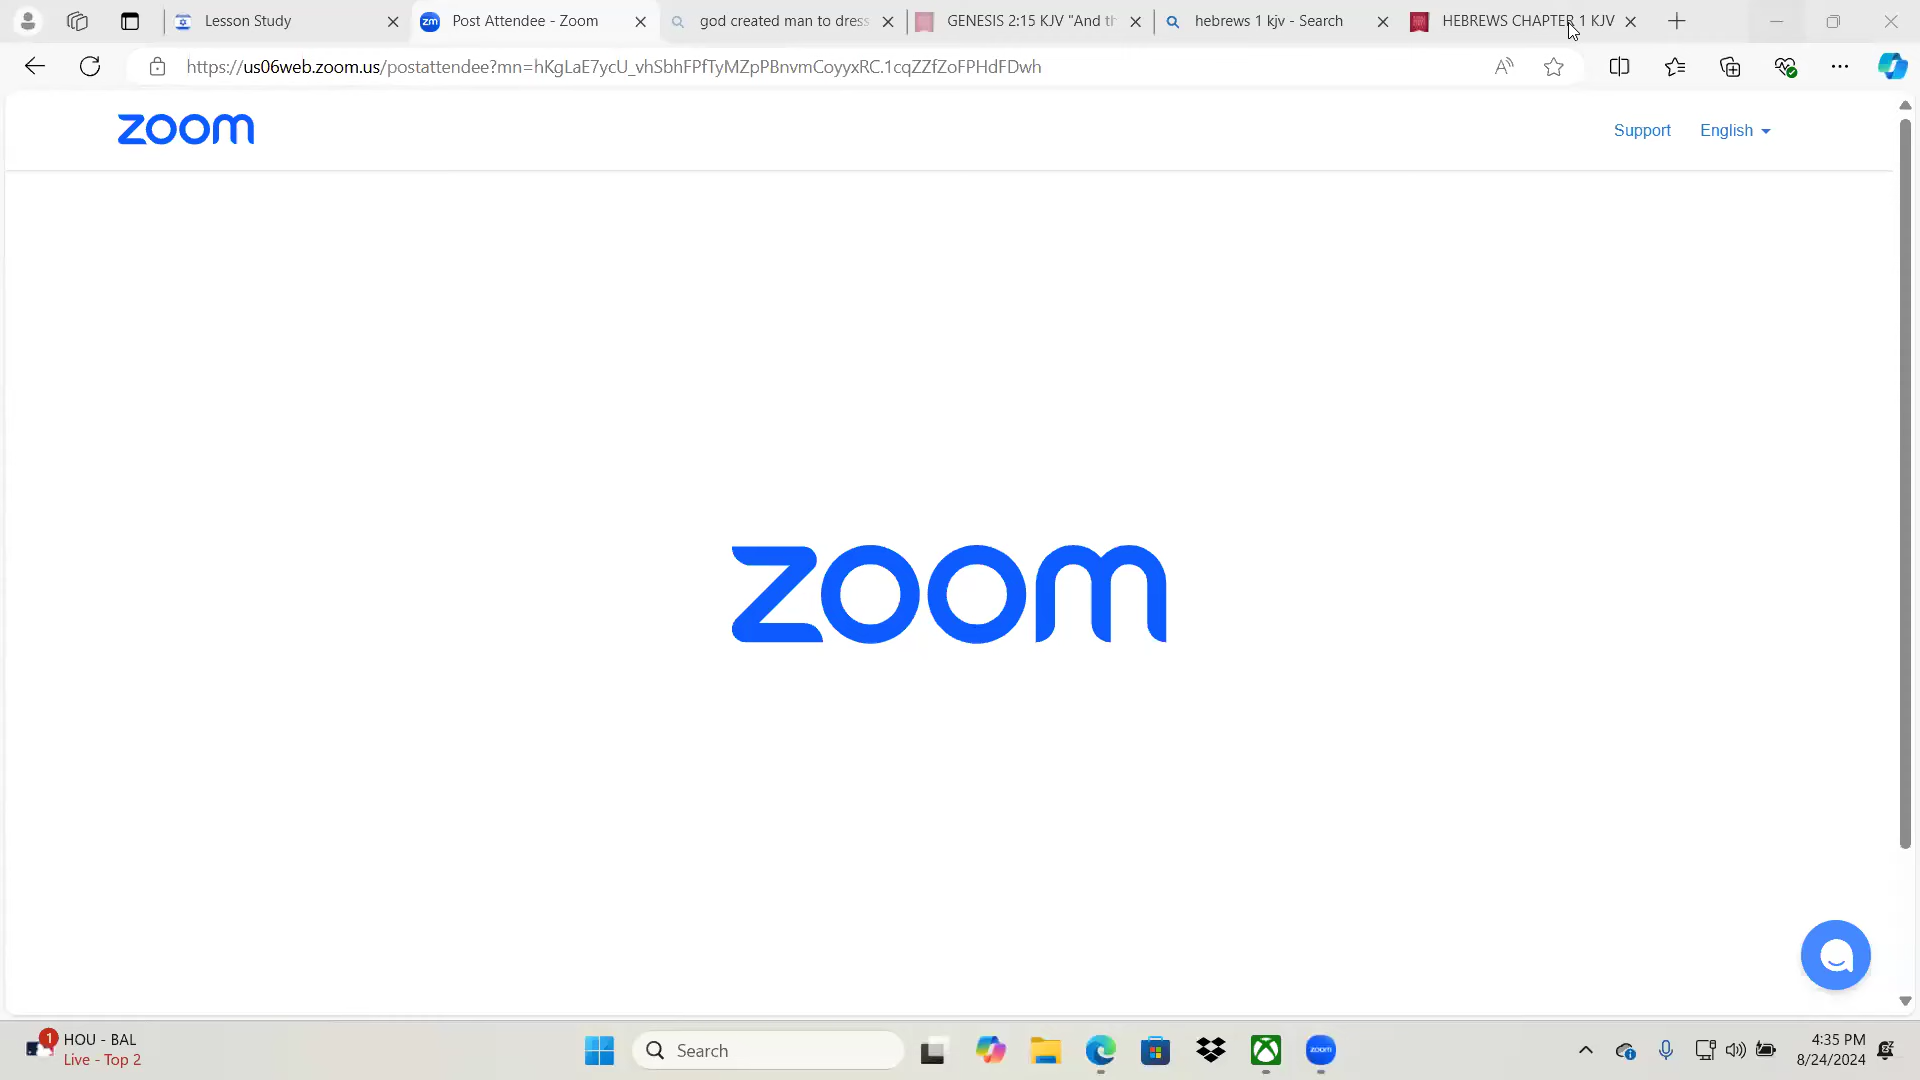 Lesson Study
Post Attendee - Zoom
god created man to dress
GENESIS 2:15 KJV "And th
hebrews 1 kjv - Search
HEBREWS CHAPTER 1 KJV
https://us06web.zoom.us/postattendee?mn=hKgLaE7ycU_vhSbhFPfTyMZpPBnvmCoyyxRC.1cqZZfZoFPHdFDwh
zoom
Support
English
zoom
1
HOU - BAL
Live - Top 2
Search
zoom
4:35 PM
8/24/2024